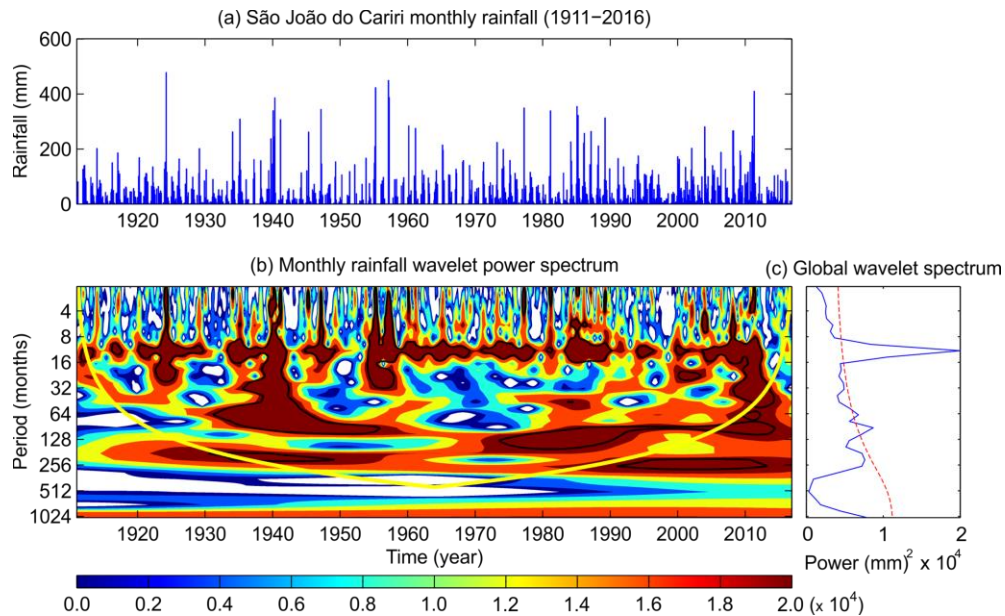 (a) São João do Cariri monthly rainfall (1911−2016)
600
400
200
0
Rainfall (mm)
1920 1930 1940 1950 1960 1970 1980 1990 2000 2010
(b) Monthly rainfall wavelet power spectrum
(c) Global wavelet spectrum
4
8
16
32
64
128
256
512
1024
Period (months)
1920 1930 1940 1950 1960 1970 1980 1990 2000 2010
Time (year)
0 1 2
Power (mm)² x 10⁴
0.0 0.2 0.4 0.6 0.8 1.0 1.2 1.4 1.6 1.8 2.0 (x 10⁴)